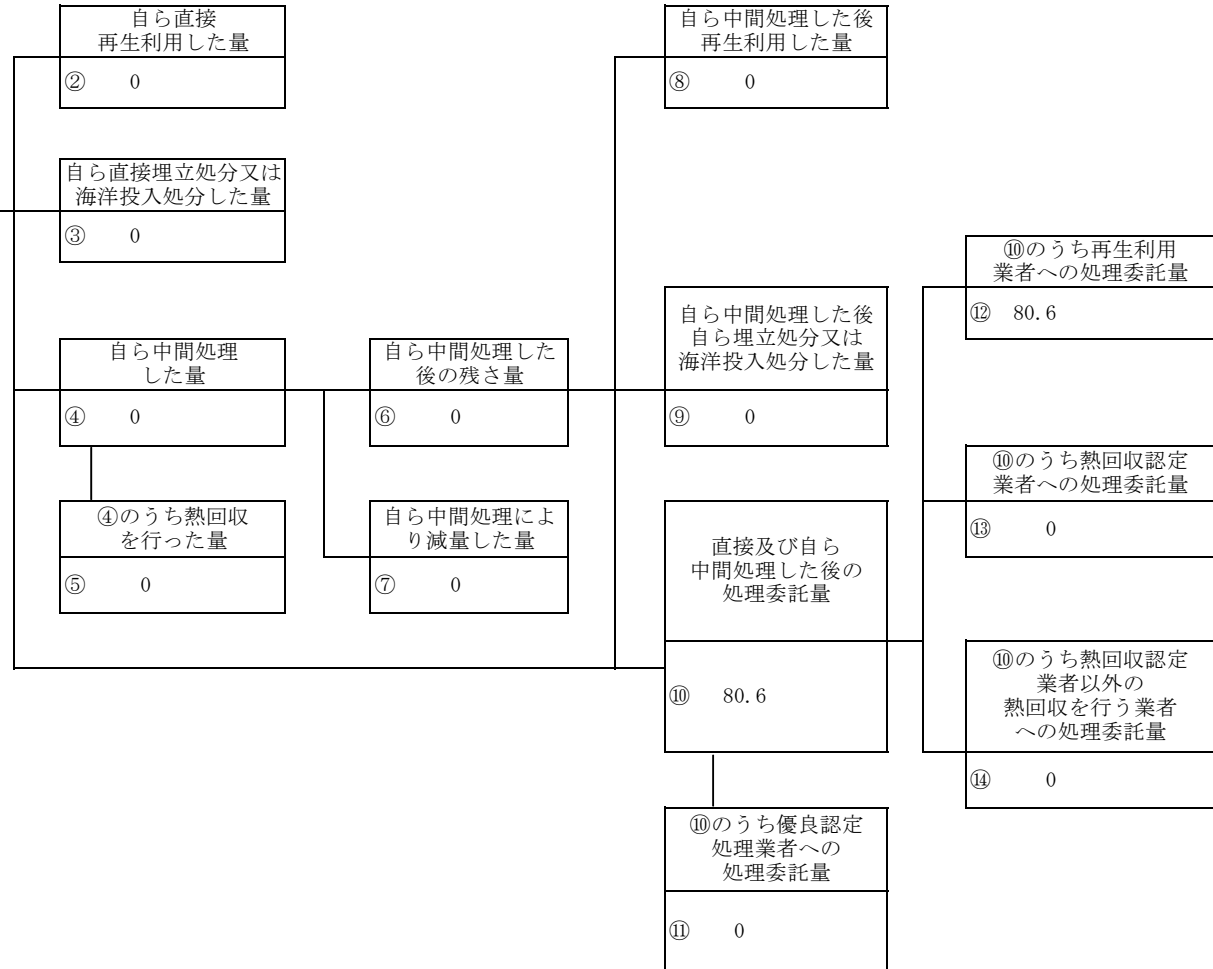 自ら直接
再生利用した量
② 0
自ら直接埋立処分又は
海洋投入処分した量
③ 0
自ら中間処理
した量
④ 0
④のうち熱回収
を行った量
⑤ 0
自ら中間処理した
後の残さ量
⑥ 0
自ら中間処理によ
り減量した量
⑦ 0
自ら中間処理した後
再生利用した量
⑧ 0
自ら中間処理した後
自ら埋立処分又は
海洋投入処分した量
⑨ 0
直接及び自ら
中間処理した後の
処理委託量
⑩ 80.6
⑩のうち優良認定
処理業者への
処理委託量
⑪ 0
⑩のうち再生利用
業者への処理委託量
⑫ 80.6
⑩のうち熱回収認定
業者への処理委託量
⑬ 0
⑩のうち熱回収認定
業者以外の
熱回収を行う業者
への処理委託量
⑭ 0